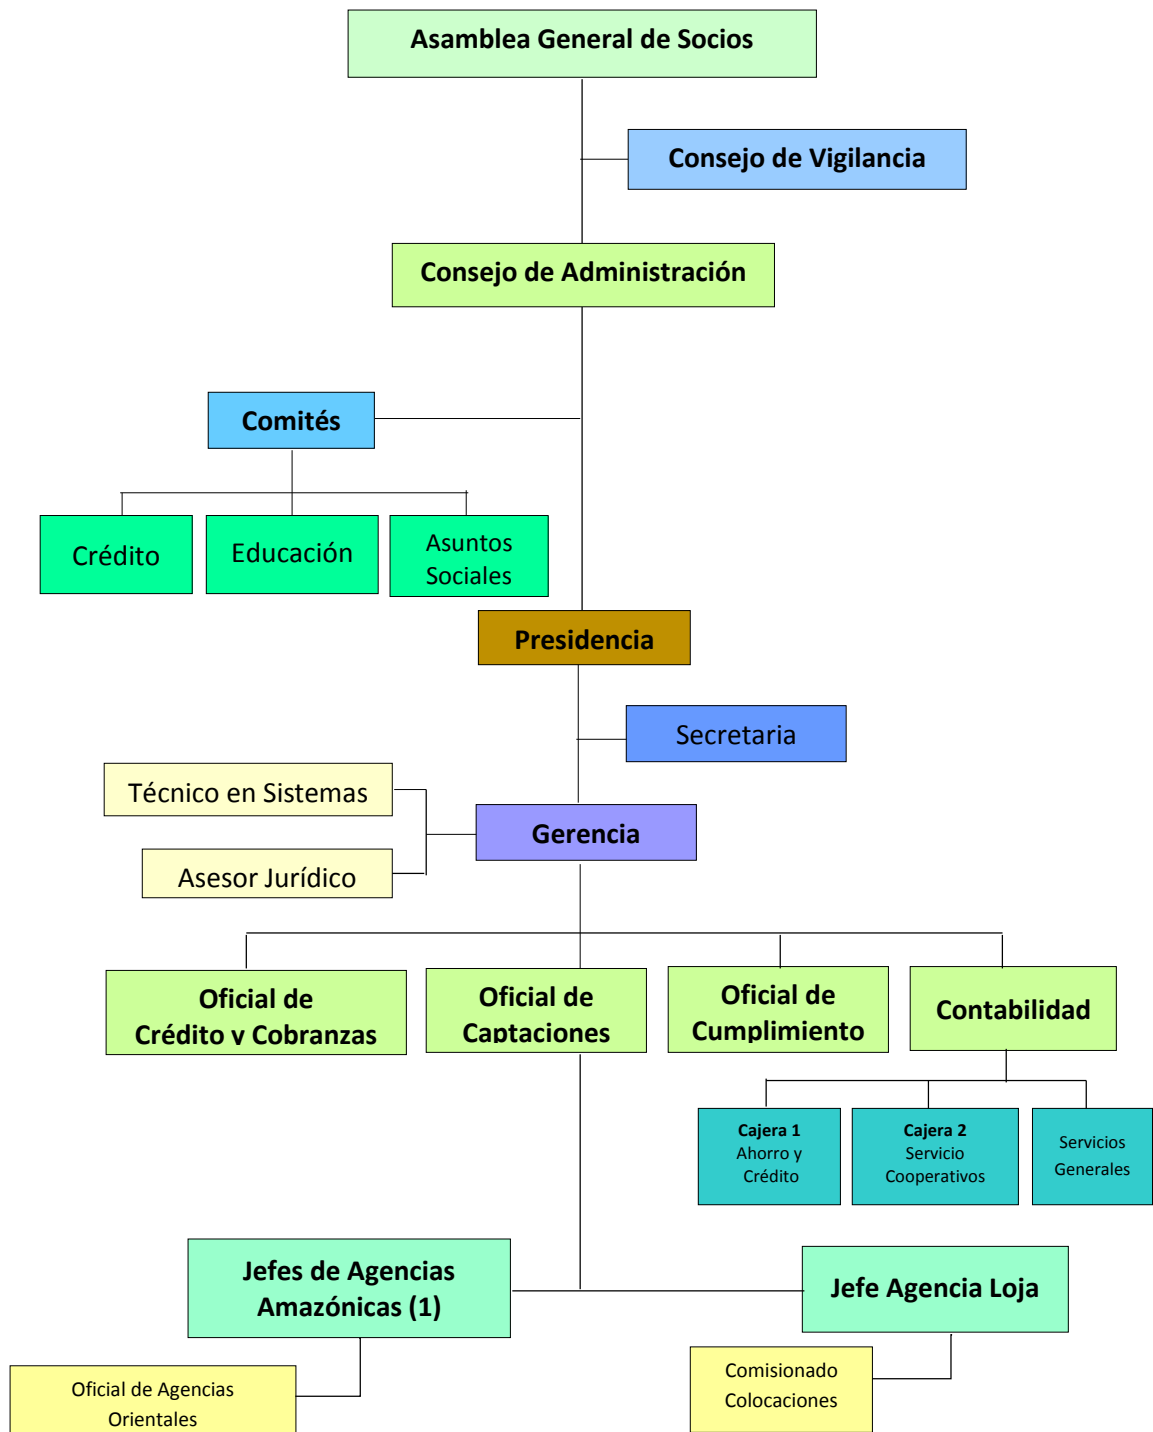 Asamblea General de Socios
Consejo de Vigilancia
Consejo de Administración
Comités
Crédito
Educación
Asuntos
Sociales
Presidencia
Secretaria
Técnico en Sistemas
Gerencia
Asesor Jurídico
Oficial de
Crédito y Cobranzas
Oficial de
Captaciones
Oficial de
Cumplimiento
Contabilidad
Cajera 1
Ahorro y
Crédito
Cajera 2
Servicio
Cooperativos
Servicios
Generales
Jefes de Agencias
Amazónicas (1)
Jefe Agencia Loja
Oficial de Agencias
Orientales
Comisionado
Colocaciones